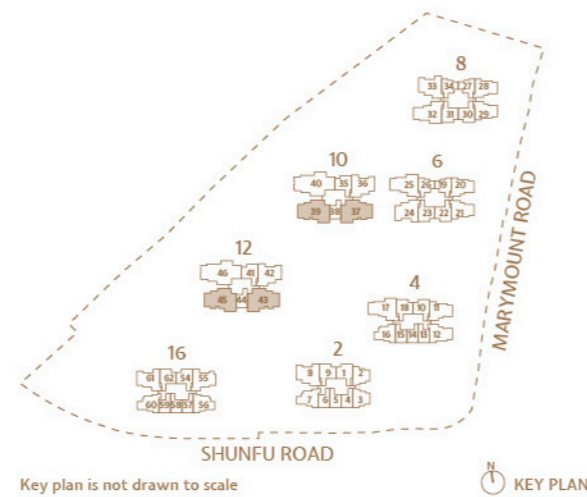 8
33 34 27 28
32 31 30 29
10
6
40 35 36
25 26 19 20
39 38 37
24 23 22 21
MARYMOUNT ROAD
12
46 41 42
4
45 44 43
17 18 10 11
16 15 14 13 12
16
2
61 62 54 55
8 9 1 2
60 59 58 57 56
7 6 5 4 3
SHUNFU ROAD
Key plan is not drawn to scale
N
KEY PLAN